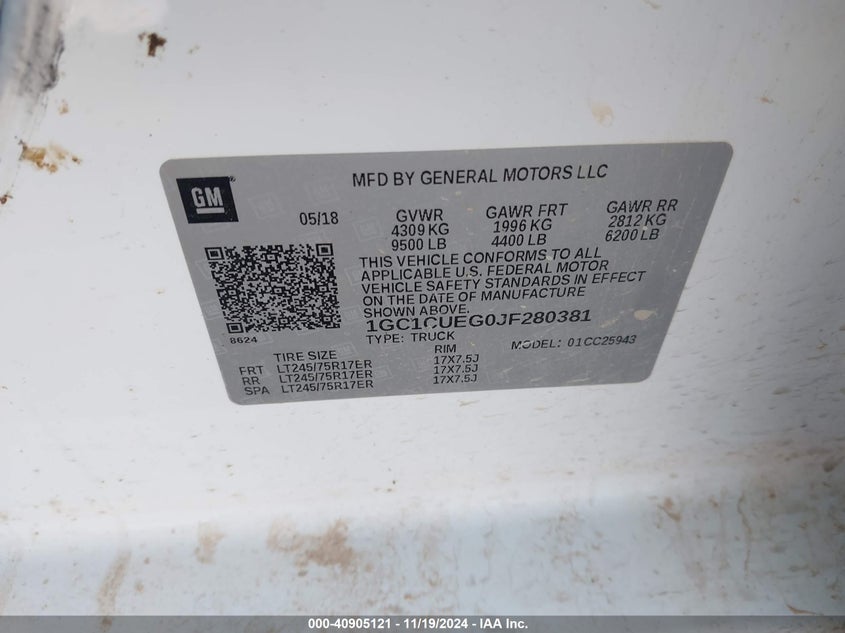 GM
MFD BY GENERAL MOTORS LLC
05/18 GVWR GAWR FRT GAWR RR
4309 KG 1996 KG 2812 KG
9500 LB 4400 LB 6200 LB
THIS VEHICLE CONFORMS TO ALL
APPLICABLE U.S. FEDERAL MOTOR
VEHICLE SAFETY STANDARDS IN EFFECT
ON THE DATE OF MANUFACTURE
SHOWN ABOVE.
1GC1CUEG0JF280381
8624
TYPE: TRUCK MODEL: 01CC25943
TIRE SIZE RIM
FRT LT245/75R17ER 17X7.5J
RR LT245/75R17ER 17X7.5J
SPA LT245/75R17ER 17X7.5J
000-40905121 - 11/19/2024 - IAA Inc.